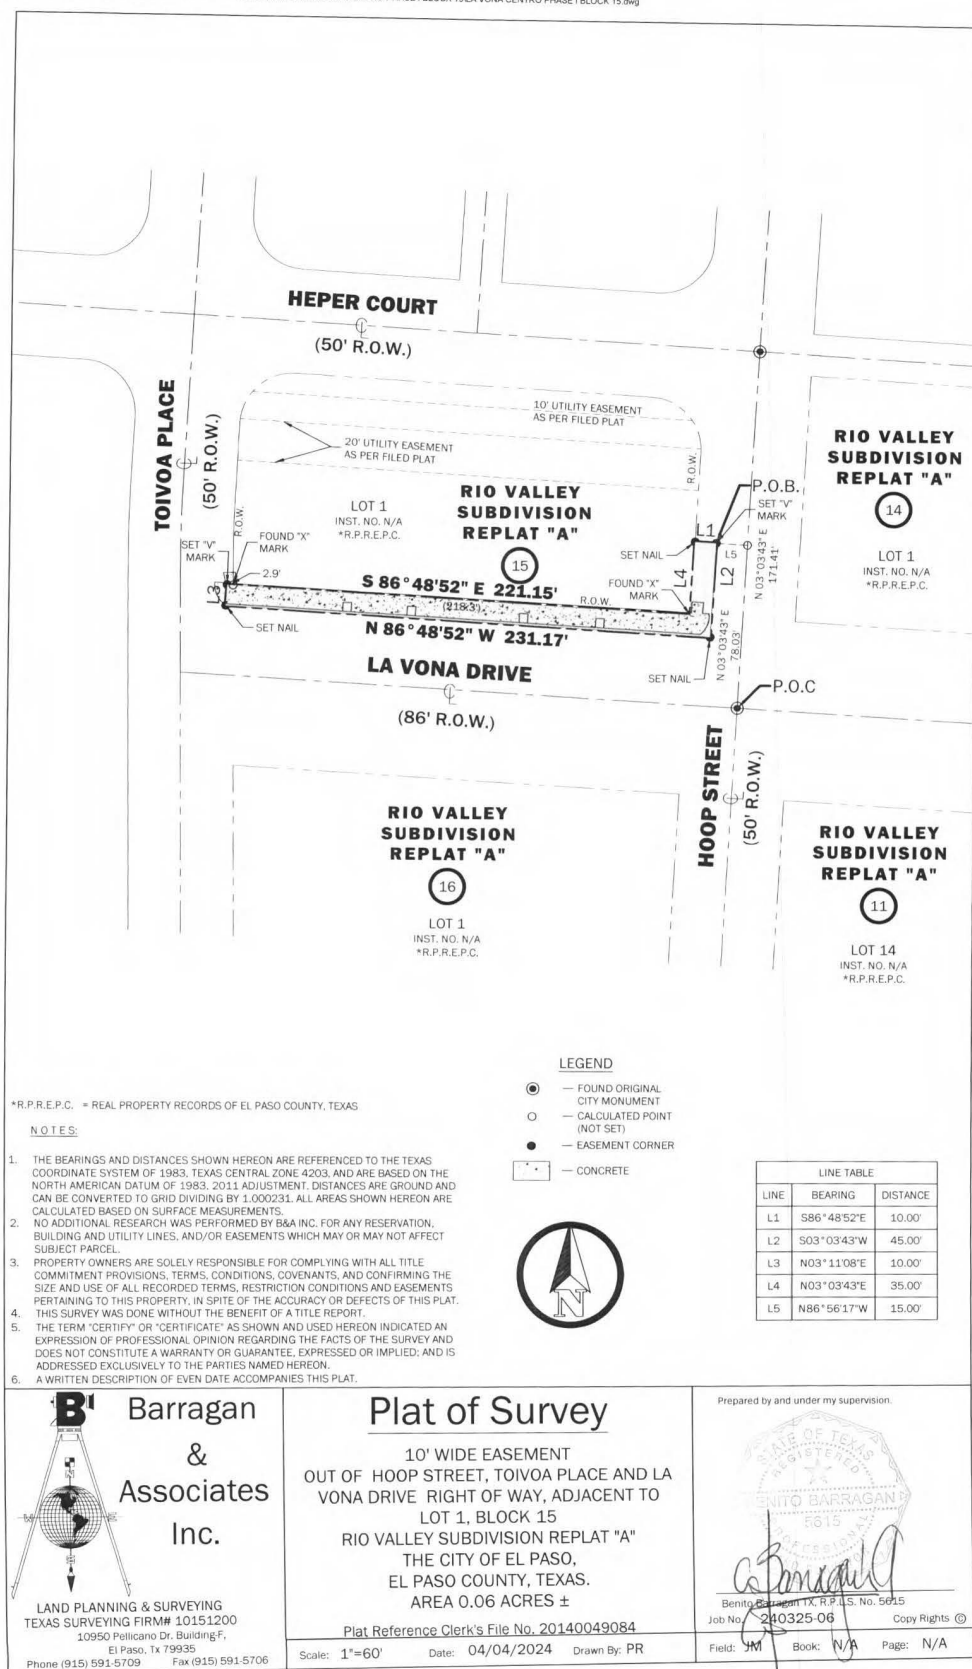 LA VONA CENTRO PHASE I BLOCK 15.dwg
HEPER COURT
(50' R.O.W.)
TOIVOA PLACE
(50' R.O.W.)
10' UTILITY EASEMENT
AS PER FILED PLAT
20' UTILITY EASEMENT
AS PER FILED PLAT
R.O.W.
R.O.W.
RIO VALLEY
SUBDIVISION
REPLAT "A"
15
LOT 1
INST. NO. N/A
*R.P.R.E.P.C.
RIO VALLEY
SUBDIVISION
REPLAT "A"
14
LOT 1
INST. NO. N/A
*R.P.R.E.P.C.
P.O.B.
SET "V"
MARK
L1
L5
L2
L4
SET NAIL
N 03°03'43" E
171.41'
SET "V"
MARK
FOUND "X"
MARK
2.9'
L3
SET NAIL
FOUND "X"
MARK
S 86°48'52" E 221.15'
R.O.W.
(218.3')
N 86°48'52" W 231.17'
N 03°03'43" E
78.03'
SET NAIL
LA VONA DRIVE
(86' R.O.W.)
P.O.C
HOOP STREET
(50' R.O.W.)
RIO VALLEY
SUBDIVISION
REPLAT "A"
16
LOT 1
INST. NO. N/A
*R.P.R.E.P.C.
RIO VALLEY
SUBDIVISION
REPLAT "A"
11
LOT 14
INST. NO. N/A
*R.P.R.E.P.C.
LEGEND
— FOUND ORIGINAL
CITY MONUMENT
— CALCULATED POINT
(NOT SET)
— EASEMENT CORNER
— CONCRETE
N
*R.P.R.E.P.C. = REAL PROPERTY RECORDS OF EL PASO COUNTY, TEXAS
NOTES:
1. THE BEARINGS AND DISTANCES SHOWN HEREON ARE REFERENCED TO THE TEXAS
COORDINATE SYSTEM OF 1983, TEXAS CENTRAL ZONE 4203, AND ARE BASED ON THE
NORTH AMERICAN DATUM OF 1983, 2011 ADJUSTMENT. DISTANCES ARE GROUND AND
CAN BE CONVERTED TO GRID DIVIDING BY 1.000231. ALL AREAS SHOWN HEREON ARE
CALCULATED BASED ON SURFACE MEASUREMENTS.
2. NO ADDITIONAL RESEARCH WAS PERFORMED BY B&A INC. FOR ANY RESERVATION,
BUILDING AND UTILITY LINES, AND/OR EASEMENTS WHICH MAY OR MAY NOT AFFECT
SUBJECT PARCEL.
3. PROPERTY OWNERS ARE SOLELY RESPONSIBLE FOR COMPLYING WITH ALL TITLE
COMMITMENT PROVISIONS, TERMS, CONDITIONS, COVENANTS, AND CONFIRMING THE
SIZE AND USE OF ALL RECORDED TERMS, RESTRICTION CONDITIONS AND EASEMENTS
PERTAINING TO THIS PROPERTY, IN SPITE OF THE ACCURACY OR DEFECTS OF THIS PLAT.
4. THIS SURVEY WAS DONE WITHOUT THE BENEFIT OF A TITLE REPORT.
5. THE TERM "CERTIFY" OR "CERTIFICATE" AS SHOWN AND USED HEREON INDICATED AN
EXPRESSION OF PROFESSIONAL OPINION REGARDING THE FACTS OF THE SURVEY AND
DOES NOT CONSTITUTE A WARRANTY OR GUARANTEE, EXPRESSED OR IMPLIED; AND IS
ADDRESSED EXCLUSIVELY TO THE PARTIES NAMED HEREON.
6. A WRITTEN DESCRIPTION OF EVEN DATE ACCOMPANIES THIS PLAT.
LINE TABLE
LINE BEARING DISTANCE
L1 S86°48'52"E 10.00'
L2 S03°03'43"W 45.00'
L3 N03°11'08"E 10.00'
L4 N03°03'43"E 35.00'
L5 N86°56'17"W 15.00'
B
Barragan
&
Associates
Inc.
LAND PLANNING & SURVEYING
TEXAS SURVEYING FIRM# 10151200
10950 Pellicano Dr. Building-F,
El Paso, Tx 79935
Phone (915) 591-5709 Fax (915) 591-5706
Plat of Survey
10' WIDE EASEMENT
OUT OF HOOP STREET, TOIVOA PLACE AND LA
VONA DRIVE RIGHT OF WAY, ADJACENT TO
LOT 1, BLOCK 15
RIO VALLEY SUBDIVISION REPLAT "A"
THE CITY OF EL PASO,
EL PASO COUNTY, TEXAS.
AREA 0.06 ACRES ±
Plat Reference Clerk's File No. 20140049084
Scale: 1"=60' Date: 04/04/2024 Drawn By: PR
Prepared by and under my supervision.
STATE OF TEXAS
REGISTERED
BENITO BARRAGAN
5615
PROFESSIONAL
Benito Barragan TX. R.P.L.S. No. 5615
Job No. 240325-06 Copy Rights ©
Field: JM Book: N/A Page: N/A